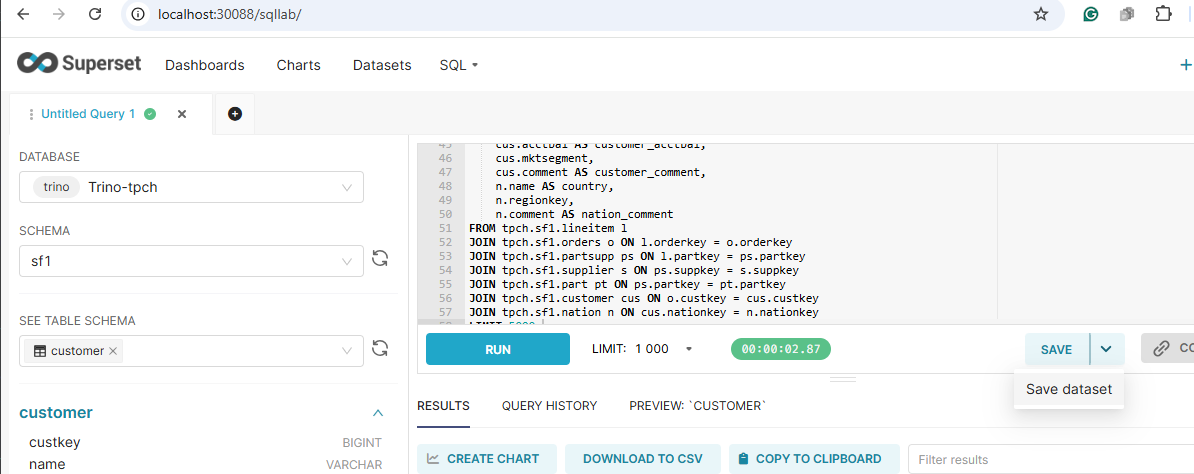 localhost:30088/sqllab/
Superset Dashboards Charts Datasets SQL
Untitled Query 1
DATABASE
trino Trino-tpch
SCHEMA
sf1
SEE TABLE SCHEMA
customer
customer
custkey BIGINT
name VARCHAR
45 cus.acctbal AS customer_acctbal,
46 cus.mktsegment,
47 cus.comment AS customer_comment,
48 n.name AS country,
49 n.regionkey,
50 n.comment AS nation_comment
51 FROM tpch.sf1.lineitem l
52 JOIN tpch.sf1.orders o ON l.orderkey = o.orderkey
53 JOIN tpch.sf1.partsupp ps ON l.partkey = ps.partkey
54 JOIN tpch.sf1.supplier s ON ps.suppkey = s.suppkey
55 JOIN tpch.sf1.part pt ON ps.partkey = pt.partkey
56 JOIN tpch.sf1.customer cus ON o.custkey = cus.custkey
57 JOIN tpch.sf1.nation n ON cus.nationkey = n.nationkey
LIMIT
RUN LIMIT: 1 000 00:00:02.87 SAVE CO
Save dataset
RESULTS QUERY HISTORY PREVIEW: `CUSTOMER`
CREATE CHART DOWNLOAD TO CSV COPY TO CLIPBOARD Filter results